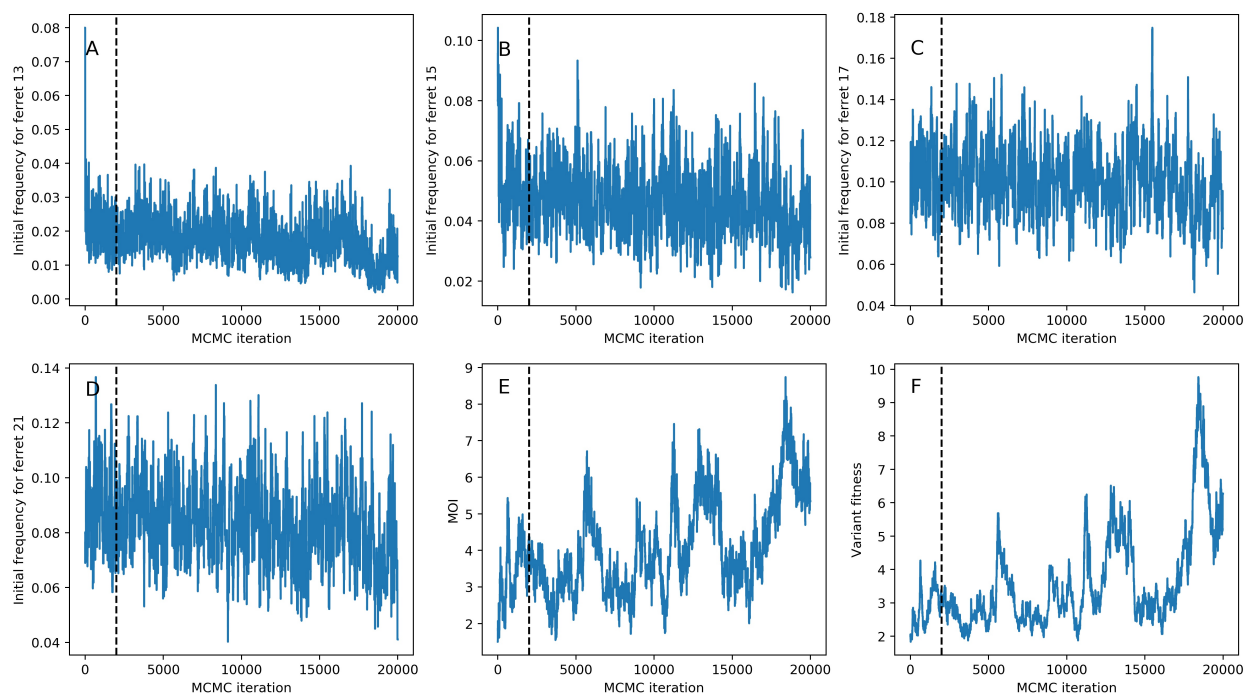 A
Initial frequency for ferret 13
0.08
0.07
0.06
0.05
0.04
0.03
0.02
0.01
0.00
0 5000 10000 15000 20000
MCMC iteration
B
Initial frequency for ferret 15
0.10
0.08
0.06
0.04
0.02
0 5000 10000 15000 20000
MCMC iteration
C
Initial frequency for ferret 17
0.18
0.16
0.14
0.12
0.10
0.08
0.06
0.04
0 5000 10000 15000 20000
MCMC iteration
D
Initial frequency for ferret 21
0.14
0.12
0.10
0.08
0.06
0.04
0 5000 10000 15000 20000
MCMC iteration
E
MOI
9
8
7
6
5
4
3
2
0 5000 10000 15000 20000
MCMC iteration
F
Variant fitness
10
9
8
7
6
5
4
3
2
0 5000 10000 15000 20000
MCMC iteration